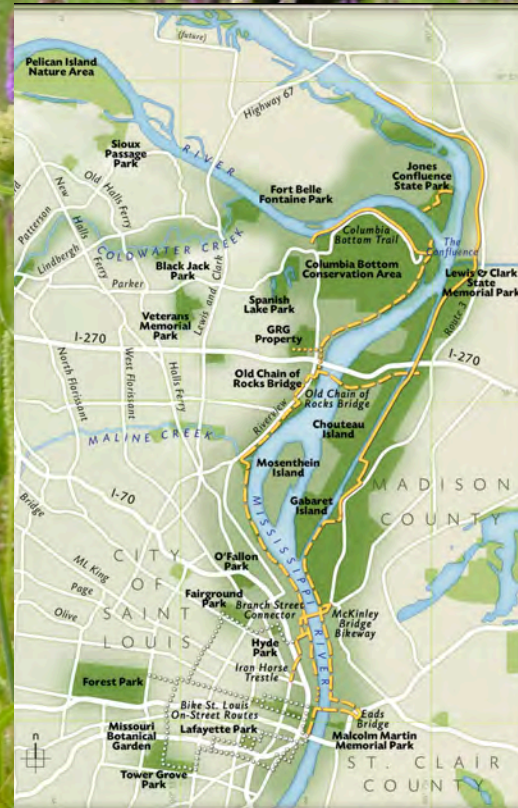 (future)
Pelican Island
Nature Area
Highway 67
Sioux
Passage
Park
RIVER
Jones
Confluence
State Park
Old Halls Ferry
New Halls Ferry
Patterson
Fort Belle
Fontaine Park
Lindbergh
COLDWATER CREEK
Columbia
Bottom Trail
The
Confluence
Black Jack
Park
Parker
Lewis and Clark
Columbia Bottom
Conservation Area
Lewis & Clark
State
Memorial Park
Spanish
Lake Park
Veterans
Memorial
Park
GRG
Property
Route 3
I-270
I-270
North Florissant
West Florissant
Halls Ferry
Old Chain of
Rocks Bridge
Old Chain of
Rocks Bridge
Riverview
Chouteau
Island
MALINE CREEK
Mosenthein
Island
I-70
Bridge
Gabaret
Island
MADISON
COUNTY
MISSISSIPPI RIVER
CITY
OF
SAINT
LOUIS
O'Fallon
Park
ML King
Page
Olive
Fairground
Park
Branch Street
Connector
McKinley
Bridge
Bikeway
Hyde
Park
Iron Horse
Trestle
Forest Park
Bike St. Louis
On-Street Routes
Eads
Bridge
Missouri
Botanical
Garden
Lafayette Park
Malcolm Martin
Memorial Park
n
Tower Grove
Park
ST. CLAIR
COUNTY